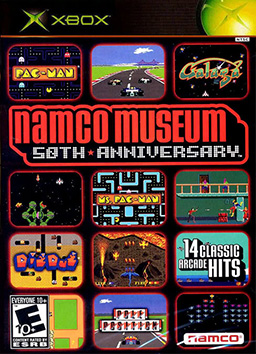 XBOX
NTSC
PAC-MAN
Galaga
NAMCO MUSEUM
50TH ★ ANNIVERSARY
MS. PAC-MAN
DIG DUG
14 CLASSIC
ARCADE
HITS
EVERYONE 10+
E
10+
CONTENT RATED BY
ESRB
POLE
POSITION
namco